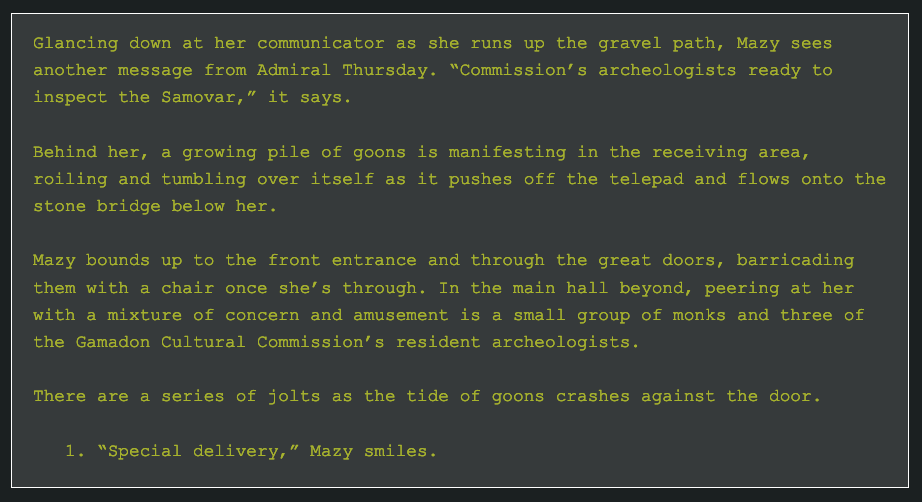 Glancing down at her communicator as she runs up the gravel path, Mazy sees
another message from Admiral Thursday. “Commission’s archeologists ready to
inspect the Samovar,” it says.
Behind her, a growing pile of goons is manifesting in the receiving area,
roiling and tumbling over itself as it pushes off the telepad and flows onto the
stone bridge below her.
Mazy bounds up to the front entrance and through the great doors, barricading
them with a chair once she’s through. In the main hall beyond, peering at her
with a mixture of concern and amusement is a small group of monks and three of
the Gamadon Cultural Commission’s resident archeologists.
There are a series of jolts as the tide of goons crashes against the door.
1. “Special delivery,” Mazy smiles.